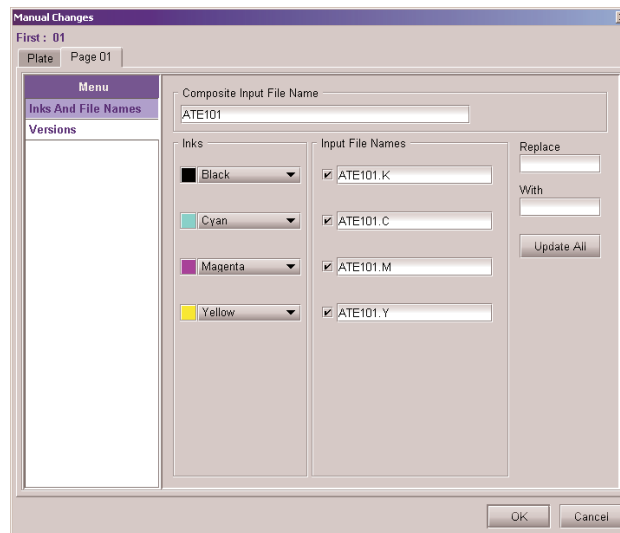 Manual Changes
First : 01
Plate Page 01
Menu
Inks And File Names
Versions
Composite Input File Name
ATE101
Inks
Input File Names
Black ATE101.K
Cyan ATE101.C
Magenta ATE101.M
Yellow ATE101.Y
Replace
With
Update All
OK Cancel